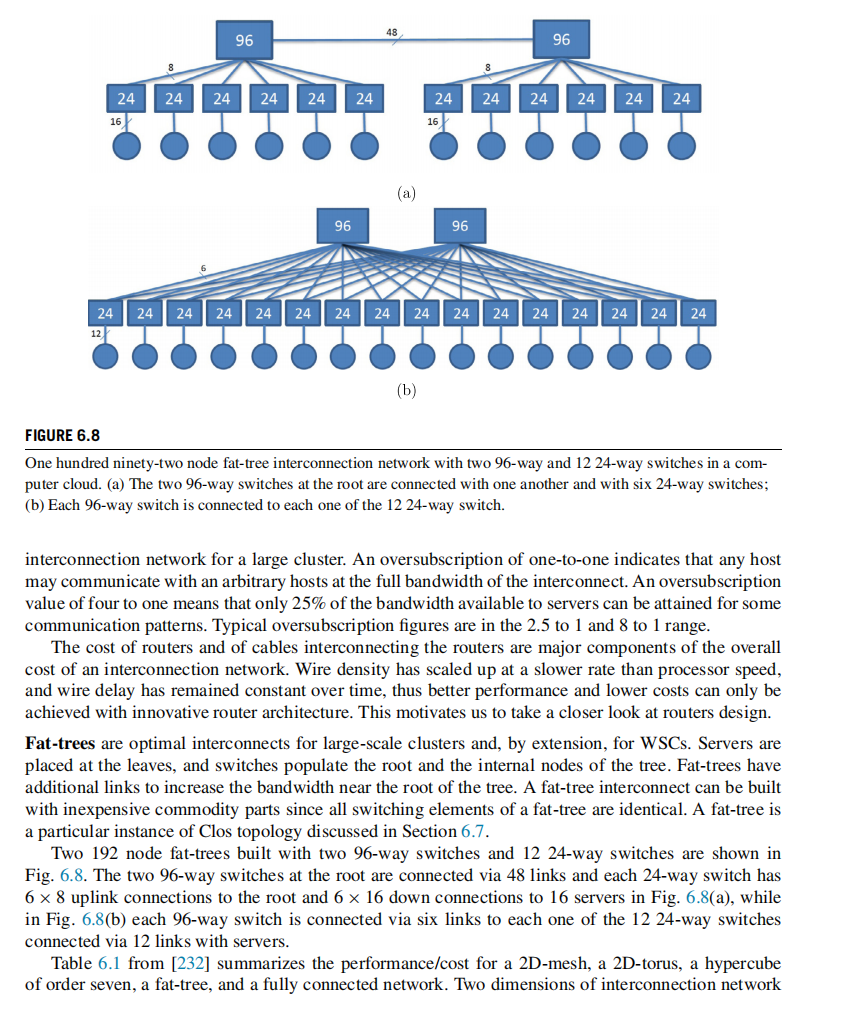 96 48 96
8 8
24 24 24 24 24 24 24 24 24 24 24 24
16 16
(a)
96 96
6
24 24 24 24 24 24 24 24 24 24 24 24 24 24 24 24
12
(b)
FIGURE 6.8
One hundred ninety-two node fat-tree interconnection network with two 96-way and 12 24-way switches in a com-
puter cloud. (a) The two 96-way switches at the root are connected with one another and with six 24-way switches;
(b) Each 96-way switch is connected to each one of the 12 24-way switch.
interconnection network for a large cluster. An oversubscription of one-to-one indicates that any host
may communicate with an arbitrary hosts at the full bandwidth of the interconnect. An oversubscription
value of four to one means that only 25% of the bandwidth available to servers can be attained for some
communication patterns. Typical oversubscription figures are in the 2.5 to 1 and 8 to 1 range.
The cost of routers and of cables interconnecting the routers are major components of the overall
cost of an interconnection network. Wire density has scaled up at a slower rate than processor speed,
and wire delay has remained constant over time, thus better performance and lower costs can only be
achieved with innovative router architecture. This motivates us to take a closer look at routers design.
Fat-trees are optimal interconnects for large-scale clusters and, by extension, for WSCs. Servers are
placed at the leaves, and switches populate the root and the internal nodes of the tree. Fat-trees have
additional links to increase the bandwidth near the root of the tree. A fat-tree interconnect can be built
with inexpensive commodity parts since all switching elements of a fat-tree are identical. A fat-tree is
a particular instance of Clos topology discussed in Section 6.7.
Two 192 node fat-trees built with two 96-way switches and 12 24-way switches are shown in
Fig. 6.8. The two 96-way switches at the root are connected via 48 links and each 24-way switch has
6 × 8 uplink connections to the root and 6 × 16 down connections to 16 servers in Fig. 6.8(a), while
in Fig. 6.8(b) each 96-way switch is connected via six links to each one of the 12 24-way switches
connected via 12 links with servers.
Table 6.1 from [232] summarizes the performance/cost for a 2D-mesh, a 2D-torus, a hypercube
of order seven, a fat-tree, and a fully connected network. Two dimensions of interconnection network